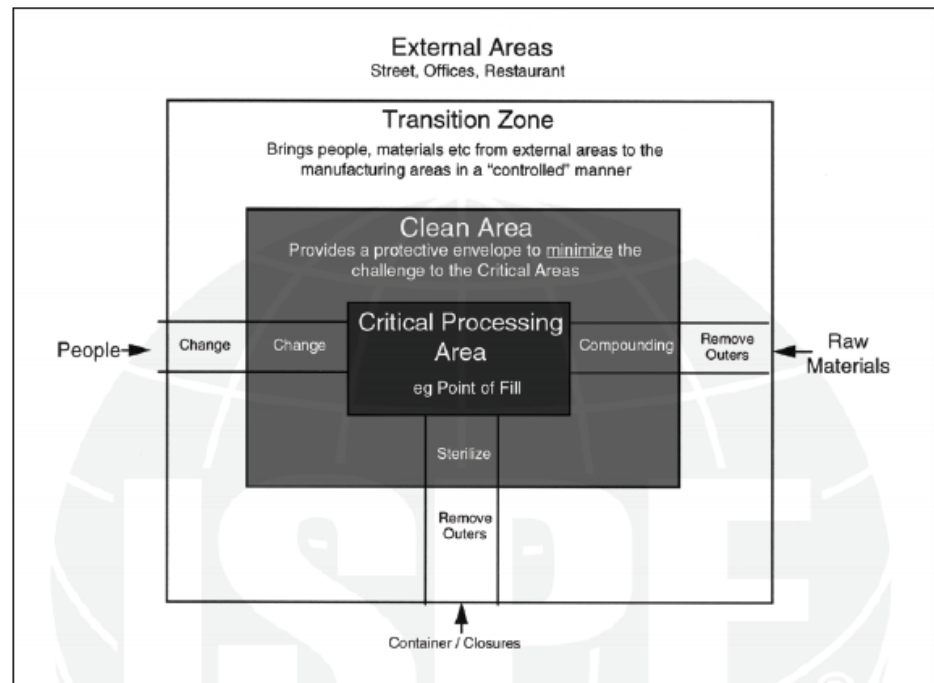 External Areas
Street, Offices, Restaurant
Transition Zone
Brings people, materials etc from external areas to the
manufacturing areas in a "controlled" manner
Clean Area
Provides a protective envelope to minimize the
challenge to the Critical Areas
Critical Processing
Area
eg Point of Fill
People
Change
Change
Compounding
Remove
Outers
Raw
Materials
Sterilize
Remove
Outers
Container / Closures
ISPE
®